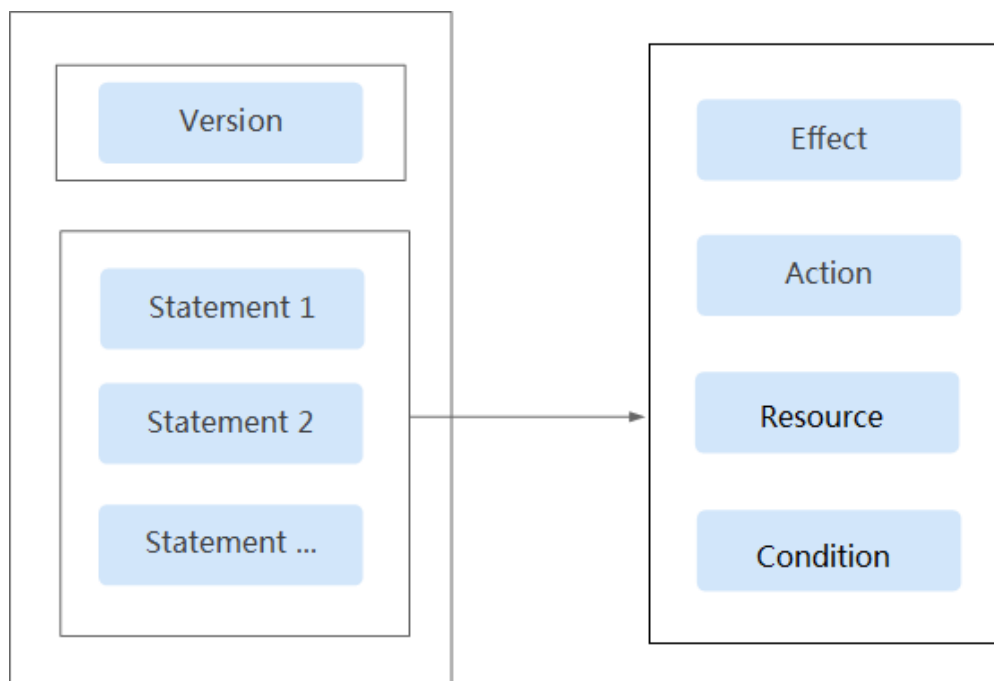 Version
Statement 1
Statement 2
Statement ...
Effect
Action
Resource
Condition